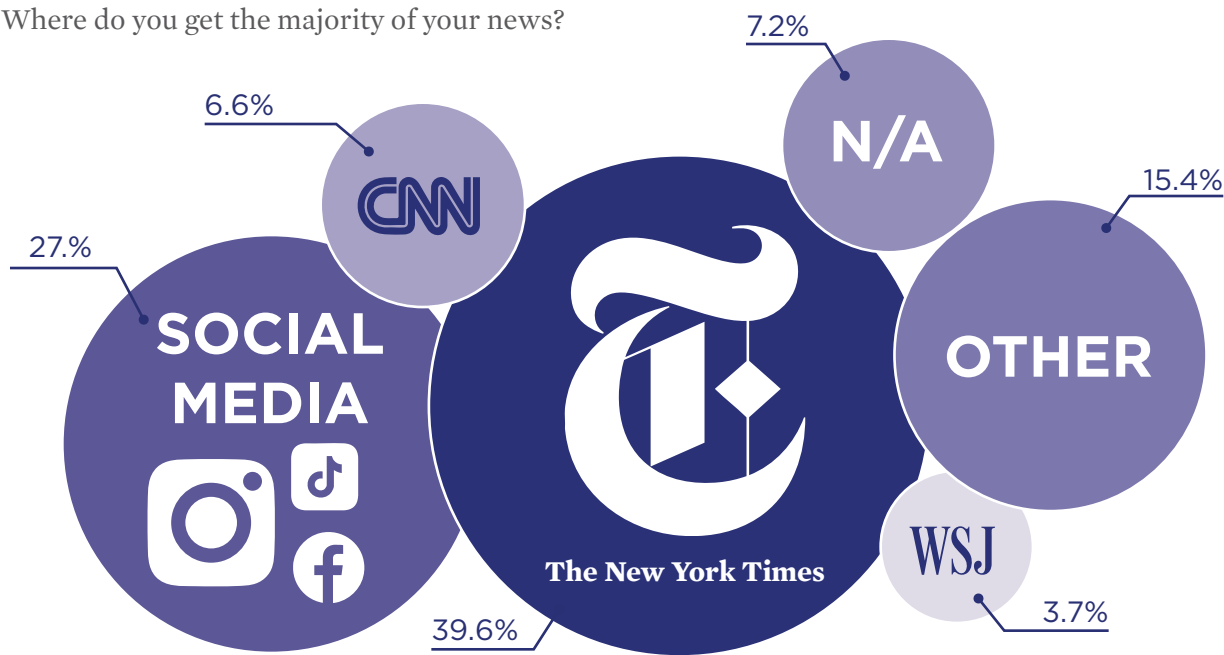 Where do you get the majority of your news?
7.2%
6.6%
N/A
15.4%
CNN
27.%
SOCIAL
MEDIA
OTHER
T
WSJ
The New York Times
3.7%
39.6%